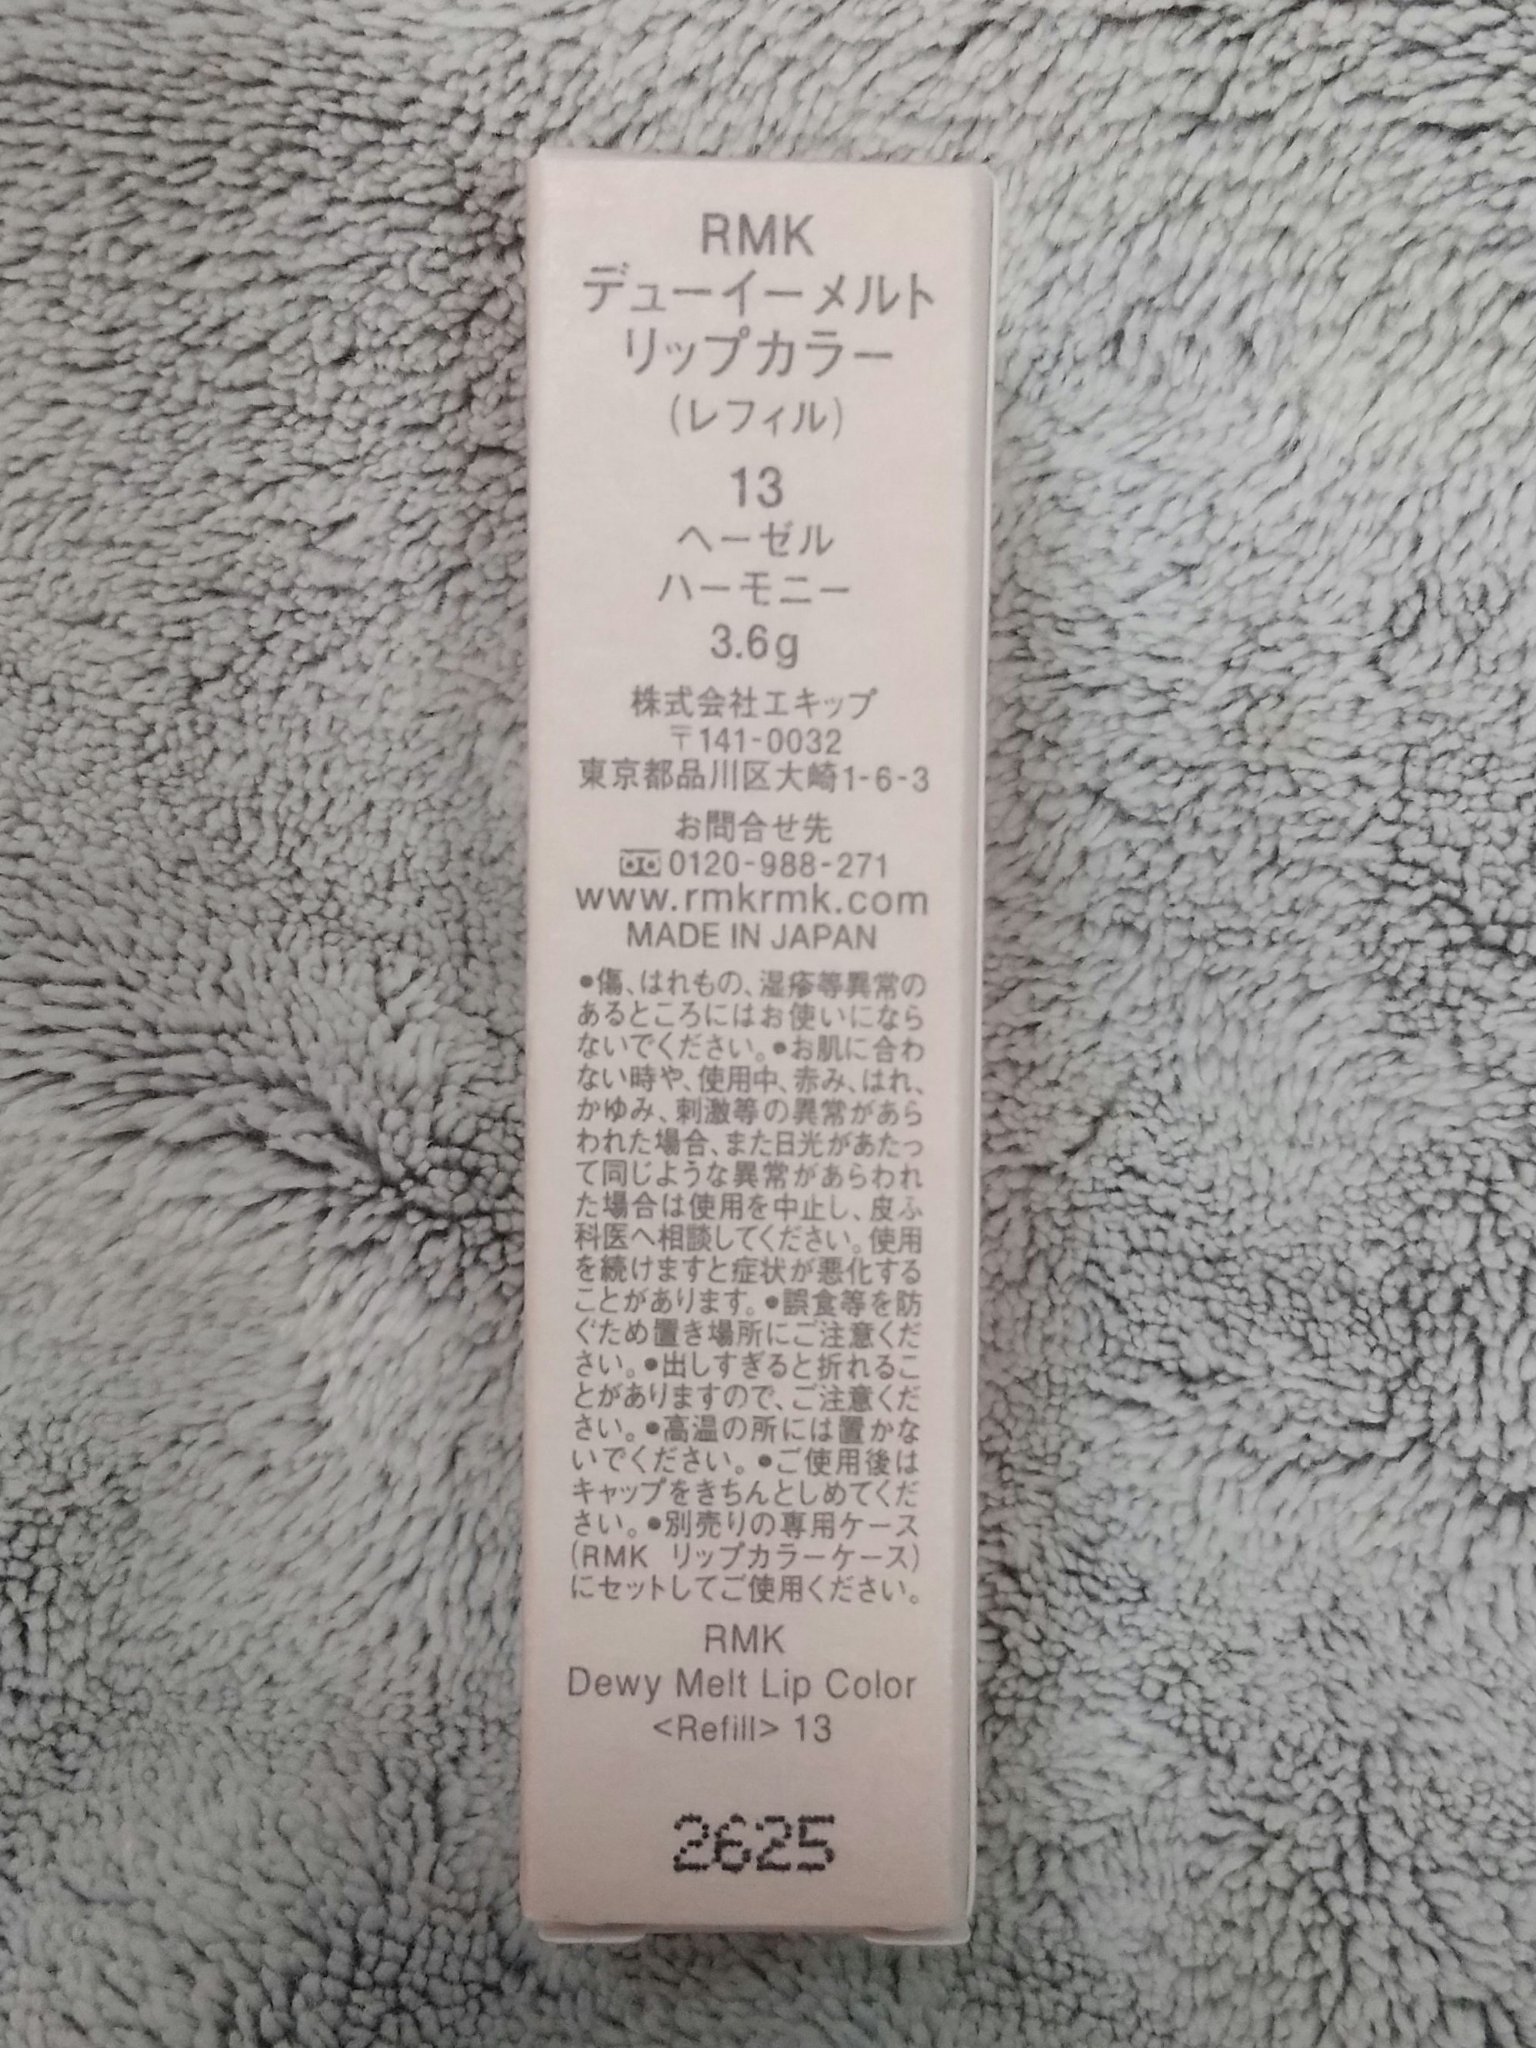 RMK
デューイーメルト
リップカラー
(レフィル)
13
ヘーゼル
ハーモニー
3.6g
株式会社エキップ
〒141-0032
東京都品川区大崎1-6-3
お問合せ先
0120-988-271
www.rmkrmk.com
MADE IN JAPAN
●傷、はれもの、湿疹等異常の
あるところにはお使いになら
ないでください。●お肌に合わ
ない時や、使用中、赤み、はれ、
かゆみ、刺激等の異常があら
われた場合、また日光があたっ
て同じような異常があらわれ
た場合は使用を中止し、皮ふ
科医へ相談してください。使用
を続けますと症状が悪化する
ことがあります。●誤食等を防
ぐため置き場所にご注意くだ
さい。●出しすぎると折れるこ
とがありますので、ご注意くだ
さい。●高温の所には置かな
いでください。●ご使用後は
キャップをきちんとしめてくだ
さい。●別売りの専用ケース
(RMK リップカラーケース)
にセットしてご使用ください。
RMK
Dewy Melt Lip Color
<Refill> 13
2625